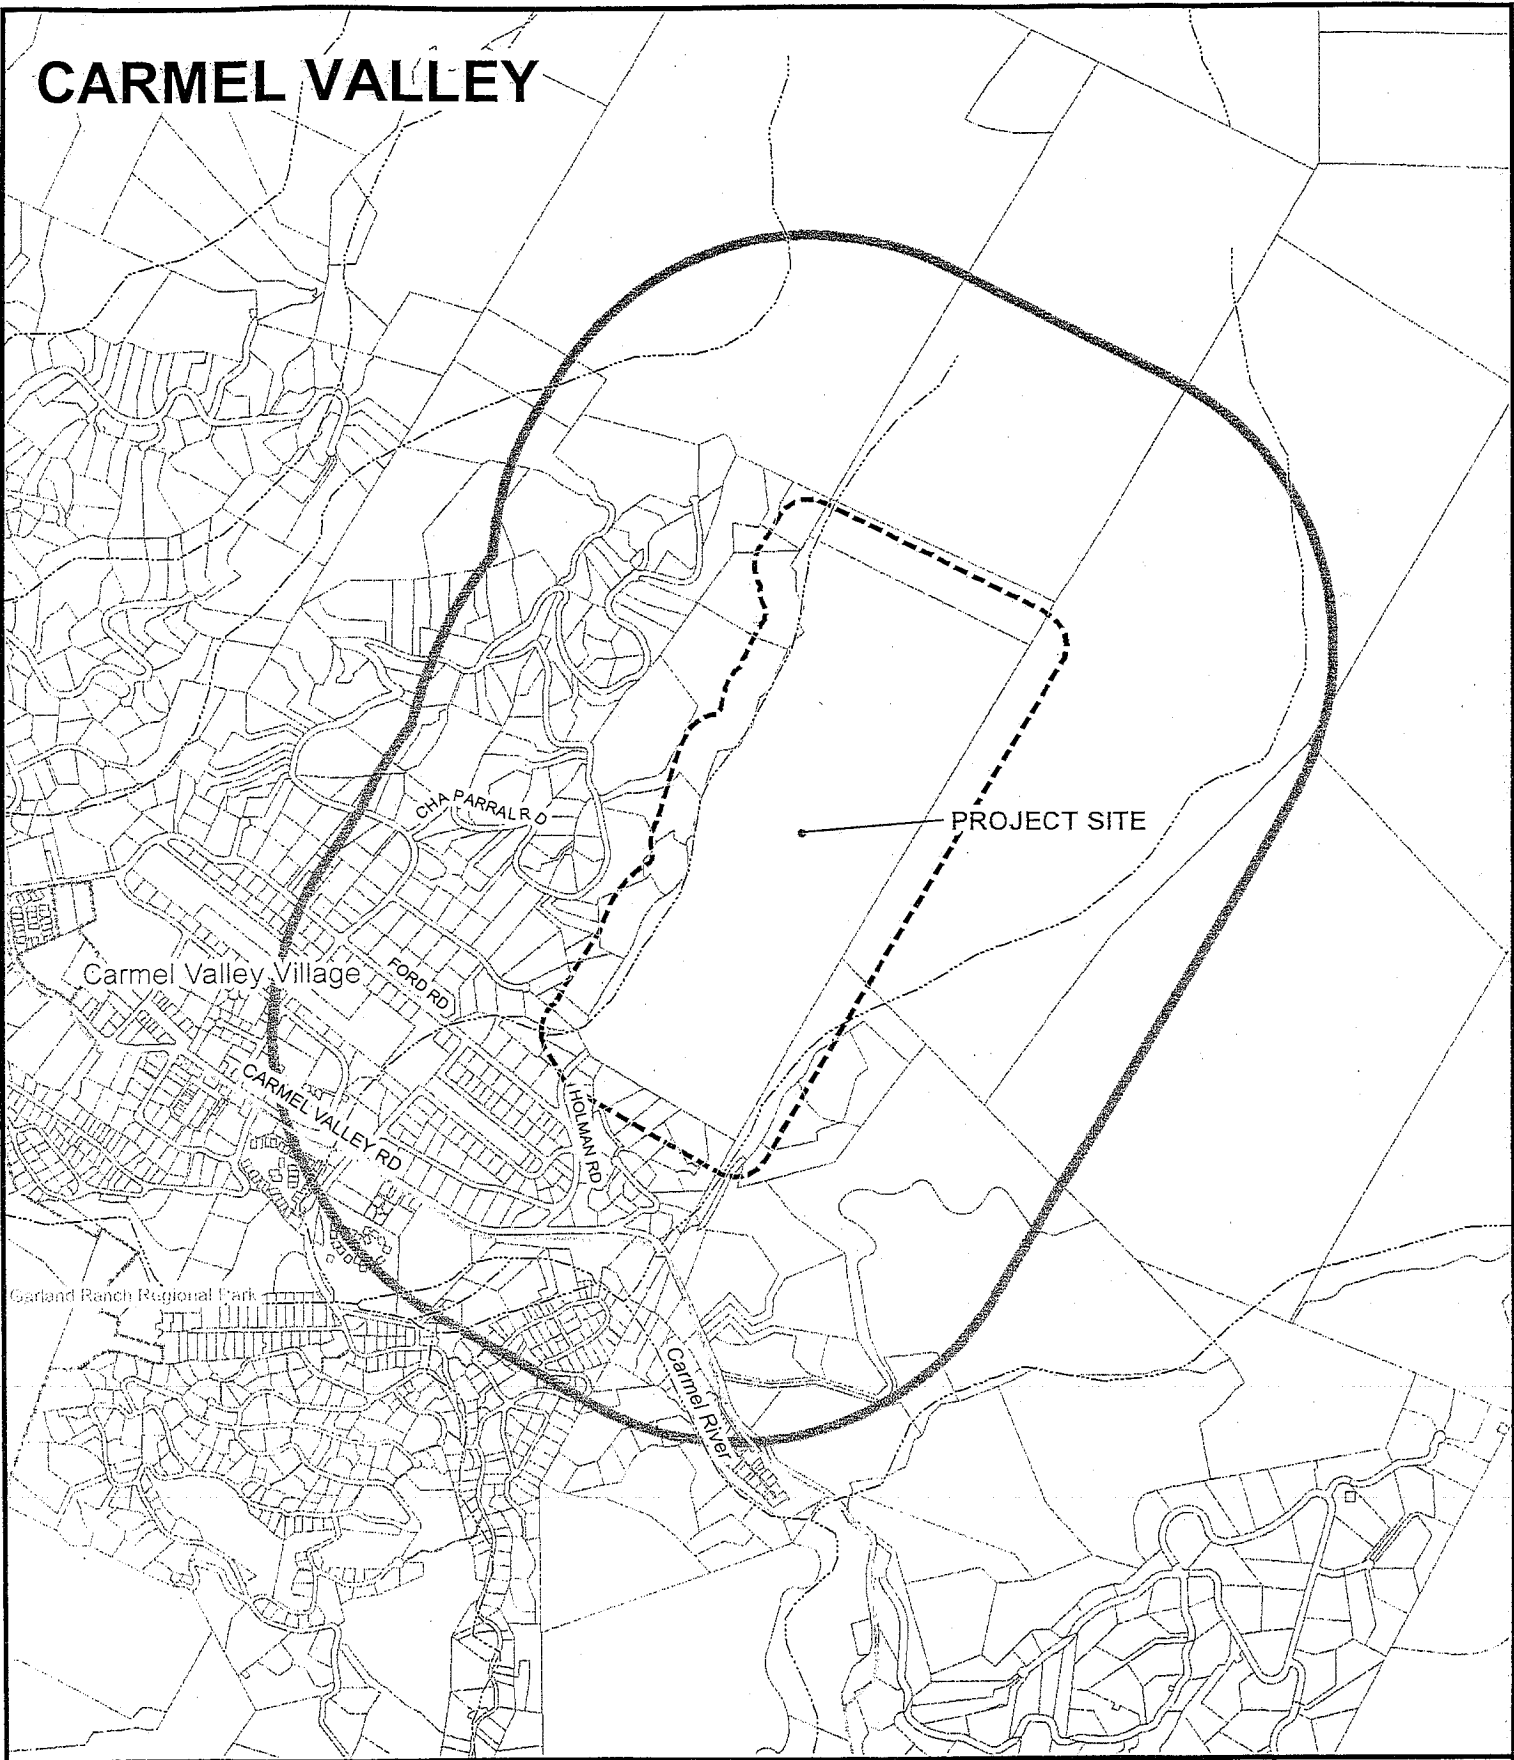 CARMEL VALLEY
CHAPARRAL RD
PROJECT SITE
Carmel Valley Village
FORD RD
CARMEL VALLEY RD
HOLMAN RD
Garland Ranch Regional Park
Carmel River